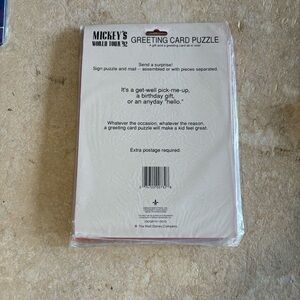 MICKEY'S
WORLD TOUR '92
GREETING CARD PUZZLE
A gift and a greeting card all in one!
Send a surprise!
Sign puzzle and mail – assembled or with pieces separated.
It's a get-well pick-me-up,
a birthday gift,
or an anyday "hello."
Whatever the occasion, whatever the reason,
a greeting card puzzle will make a kid feel great.
Extra postage required.
© The Walt Disney Company